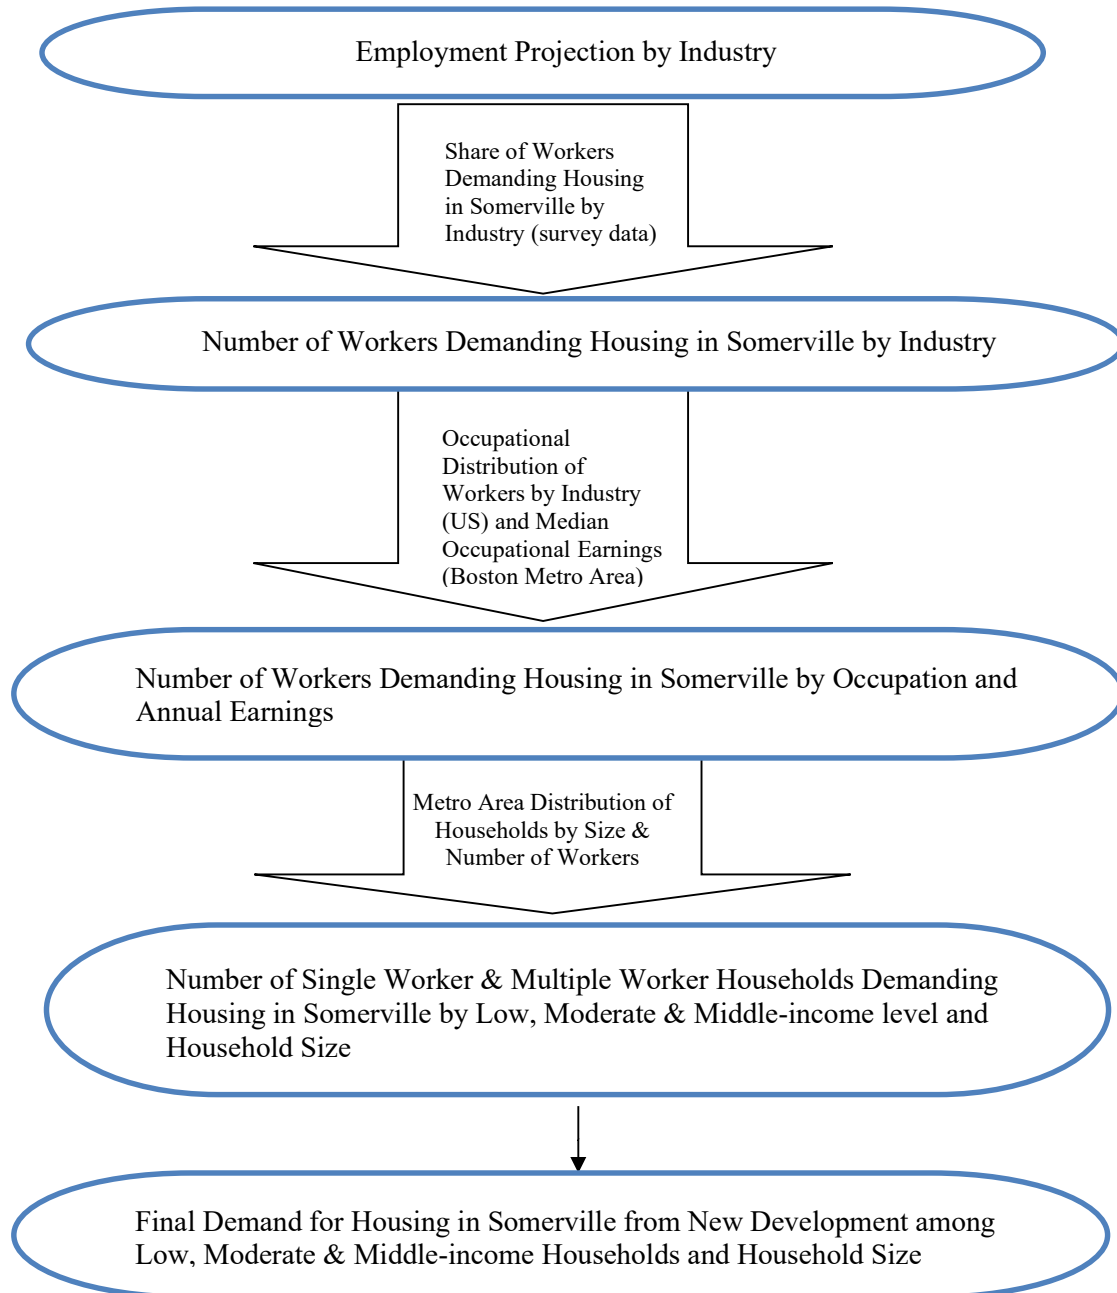 Employment Projection by Industry
Share of Workers
Demanding Housing
in Somerville by
Industry (survey data)
Number of Workers Demanding Housing in Somerville by Industry
Occupational
Distribution of
Workers by Industry
(US) and Median
Occupational Earnings
(Boston Metro Area)
Number of Workers Demanding Housing in Somerville by Occupation and
Annual Earnings
Metro Area Distribution of
Households by Size &
Number of Workers
Number of Single Worker & Multiple Worker Households Demanding
Housing in Somerville by Low, Moderate & Middle-income level and
Household Size
Final Demand for Housing in Somerville from New Development among
Low, Moderate & Middle-income Households and Household Size